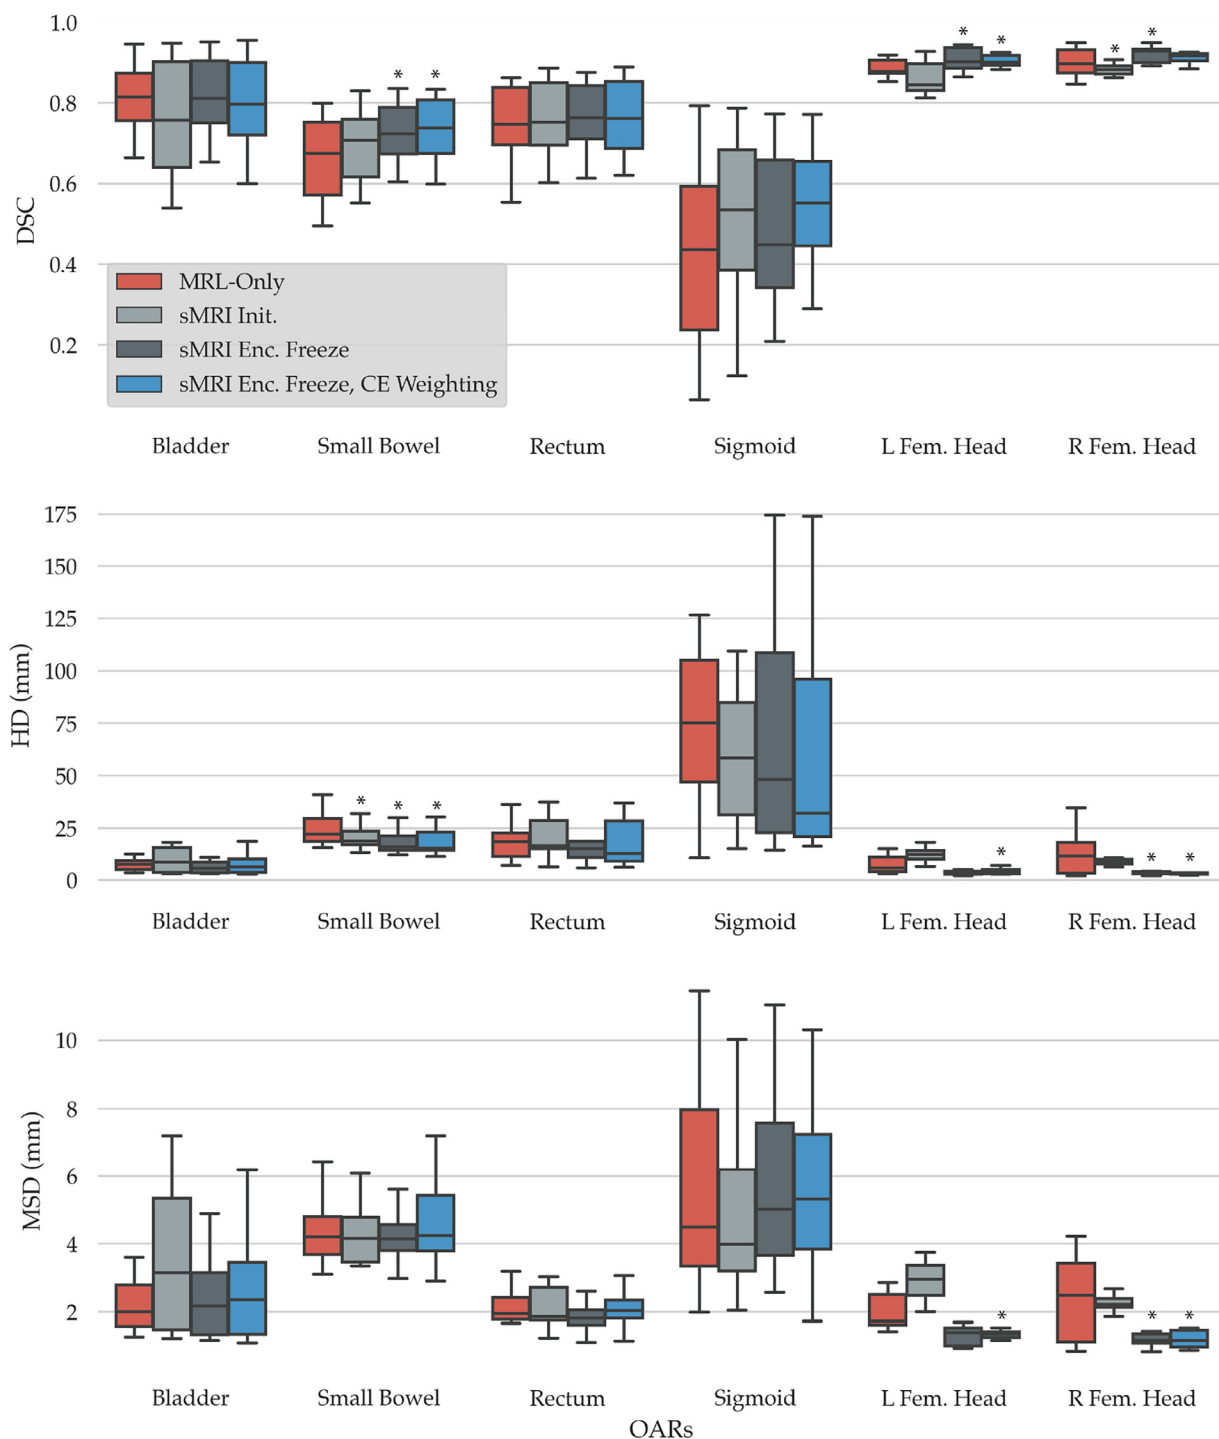 1.0
0.8
0.6
0.4
0.2
DSC
* *
* *
* *
MRL-Only
sMRI Init.
sMRI Enc. Freeze
sMRI Enc. Freeze, CE Weighting
Bladder Small Bowel Rectum Sigmoid L Fem. Head R Fem. Head
175
150
125
100
75
50
25
0
HD (mm)
* * *
*
* *
Bladder Small Bowel Rectum Sigmoid L Fem. Head R Fem. Head
10
8
6
4
2
MSD (mm)
*
* *
Bladder Small Bowel Rectum Sigmoid L Fem. Head R Fem. Head
OARs